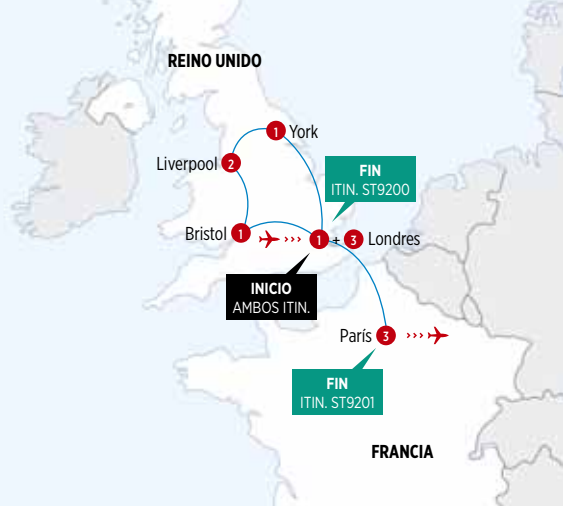 REINO UNIDO
1 York
Liverpool 2
FIN
ITIN. ST9200
Bristol 1
››› 1 + 3 Londres
INICIO
AMBOS ITIN.
París 3 ›››
FIN
ITIN. ST9201
FRANCIA